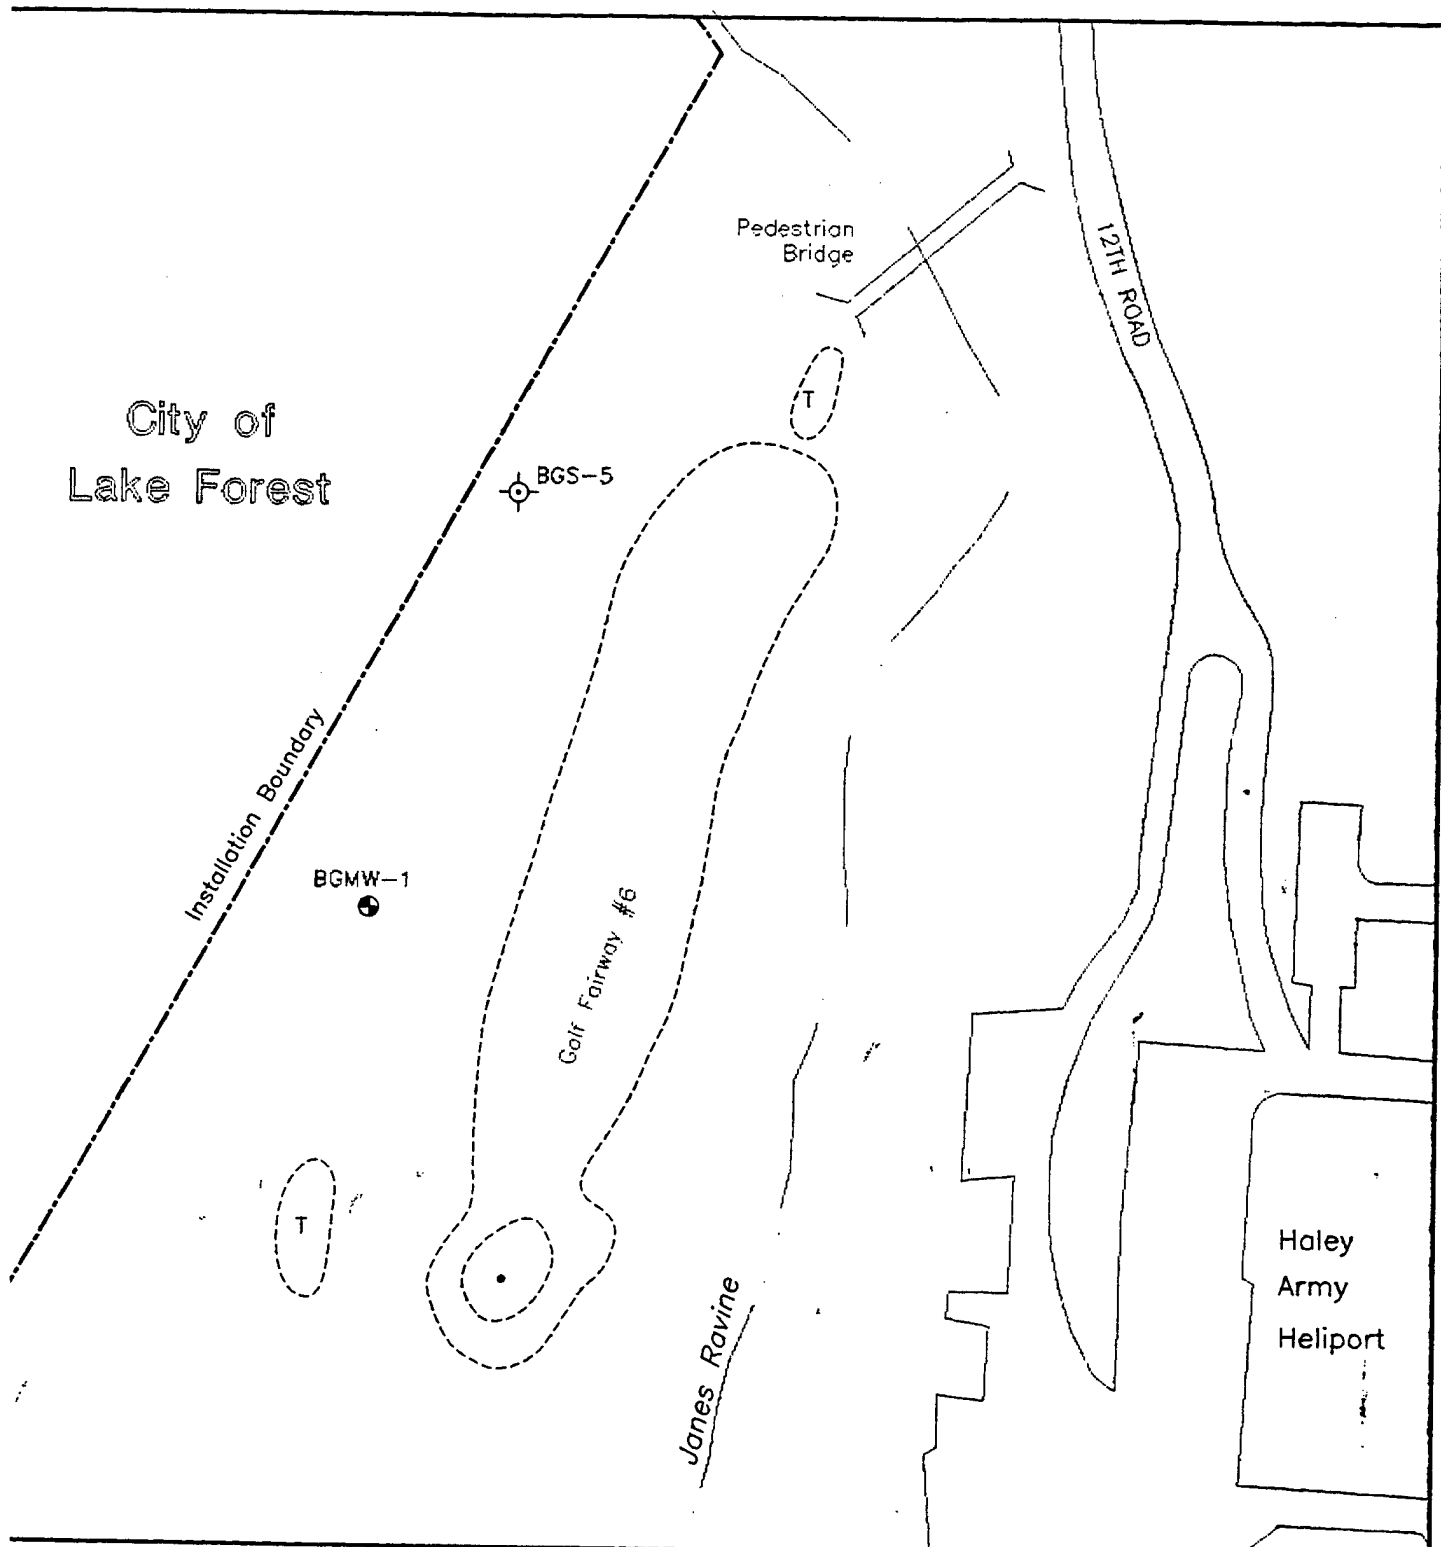 Pedestrian
Bridge
12TH ROAD
T
City of
Lake Forest
BGS-5
Installation Boundary
BGMW-1
Golf Fairway #6
T
Haley
Army
Heliport
Janes Ravine